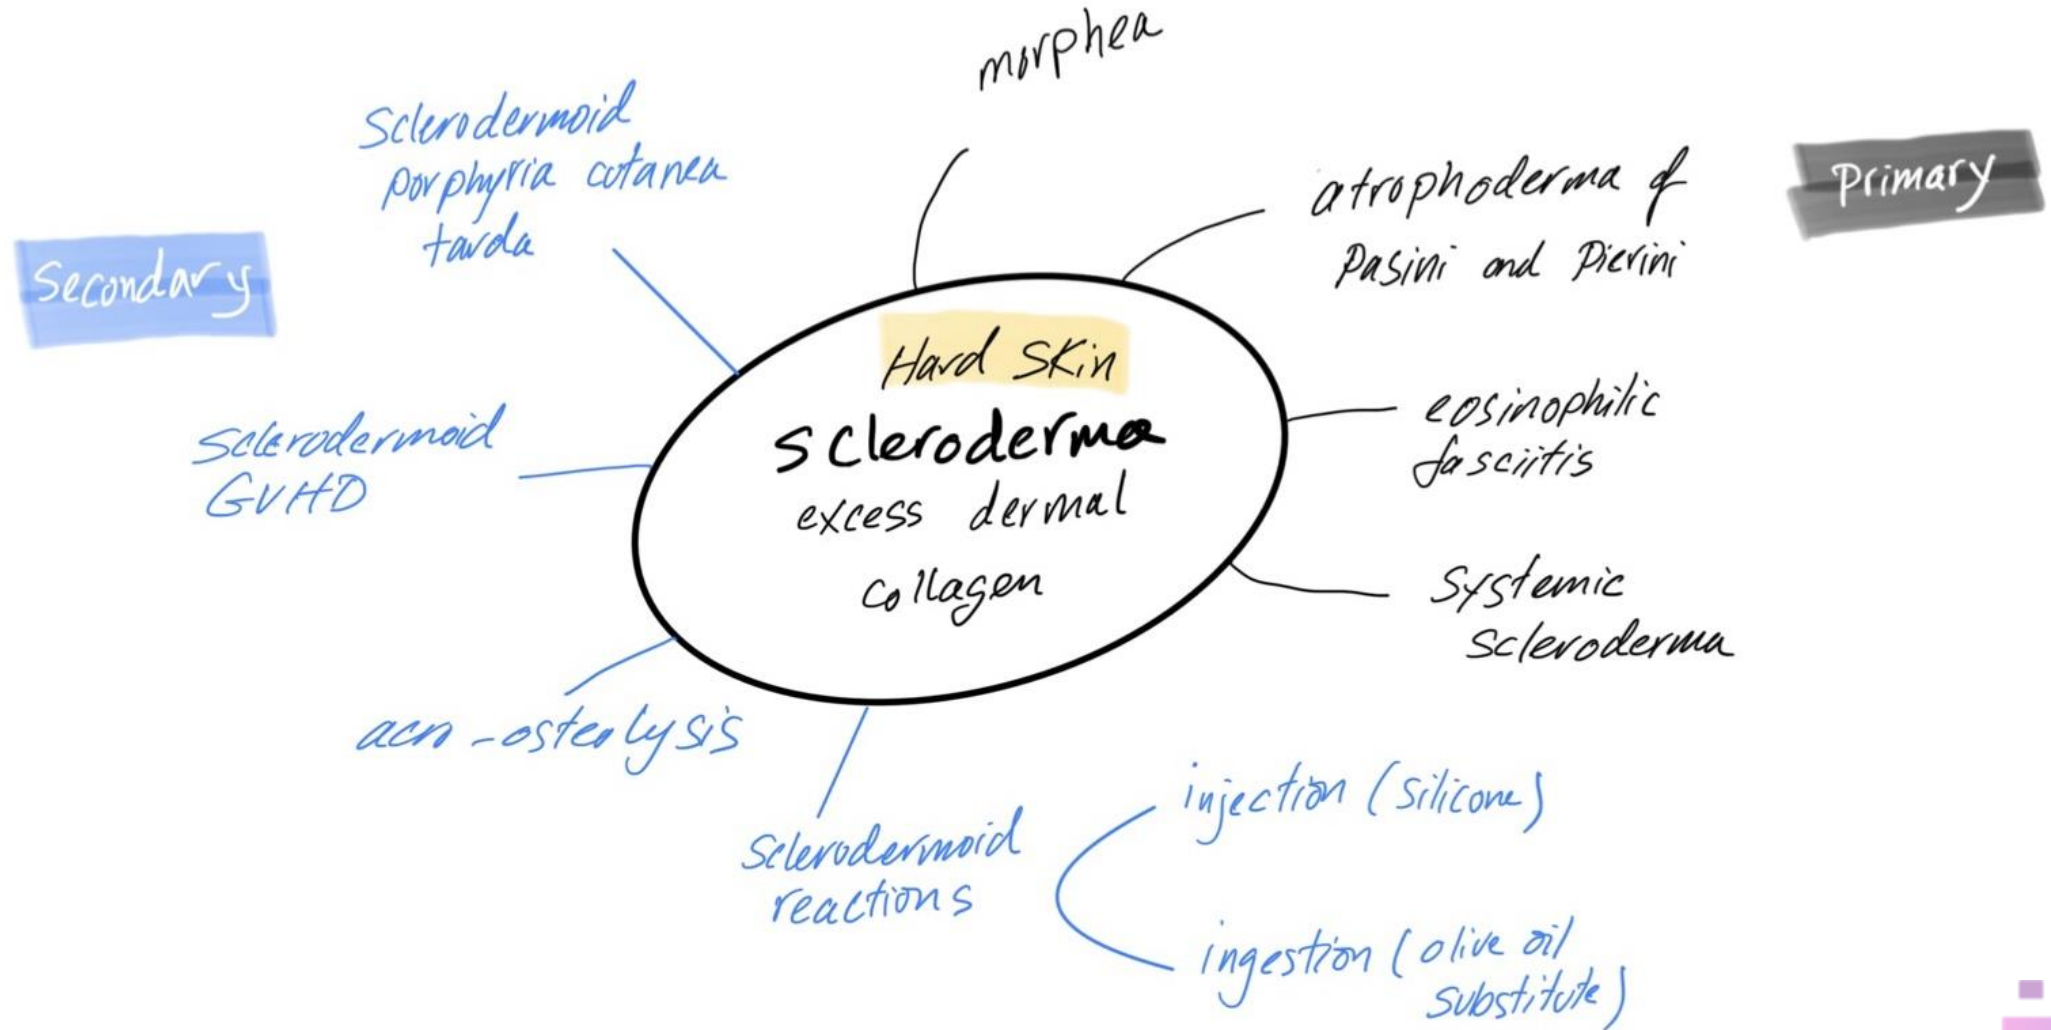 morphea
Sclerodermoid
porphyria cutanea
tarda
Secondary
atrophoderma of
Pasini and Pierini
Primary
Hard Skin
Scleroderma
excess dermal
collagen
eosinophilic
fasciitis
Systemic
scleroderma
Sclerodermoid
GVHD
acro-osteolysis
Sclerodermoid
reactions
injection (silicone)
ingestion (olive oil
substitute)